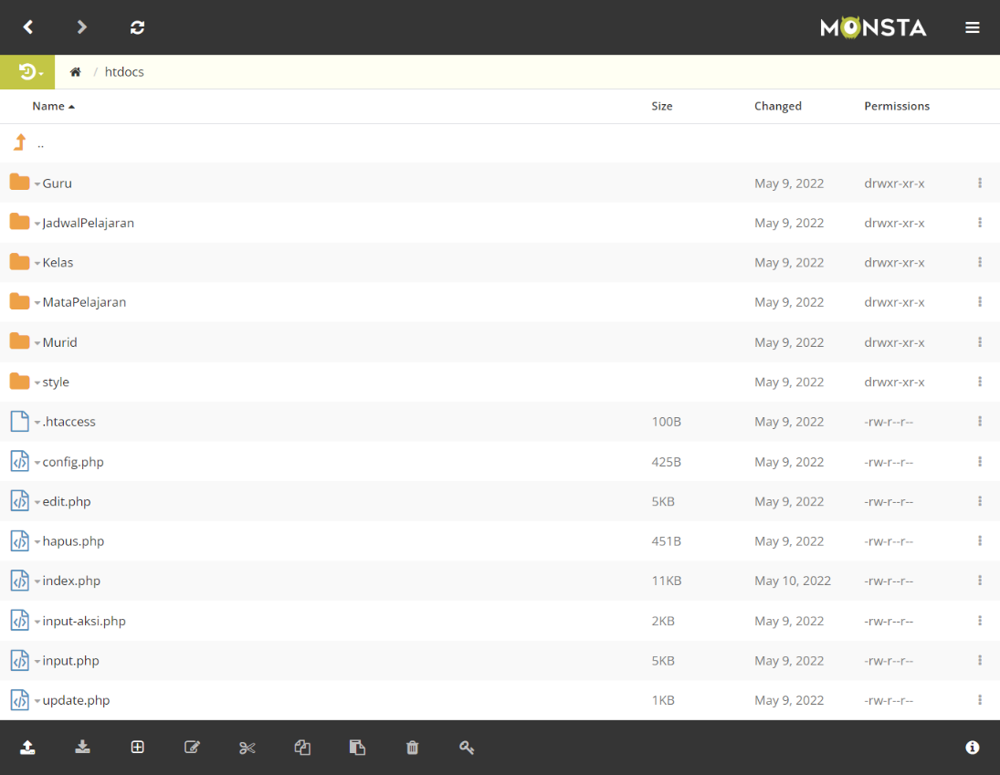 MONSTA
htdocs
Name Size Changed Permissions
..
Guru May 9, 2022 drwxr-xr-x
JadwalPelajaran May 9, 2022 drwxr-xr-x
Kelas May 9, 2022 drwxr-xr-x
MataPelajaran May 9, 2022 drwxr-xr-x
Murid May 9, 2022 drwxr-xr-x
style May 9, 2022 drwxr-xr-x
.htaccess 100B May 9, 2022 -rw-r--r--
config.php 425B May 9, 2022 -rw-r--r--
edit.php 5KB May 9, 2022 -rw-r--r--
hapus.php 451B May 9, 2022 -rw-r--r--
index.php 11KB May 10, 2022 -rw-r--r--
input-aksi.php 2KB May 9, 2022 -rw-r--r--
input.php 5KB May 9, 2022 -rw-r--r--
update.php 1KB May 9, 2022 -rw-r--r--